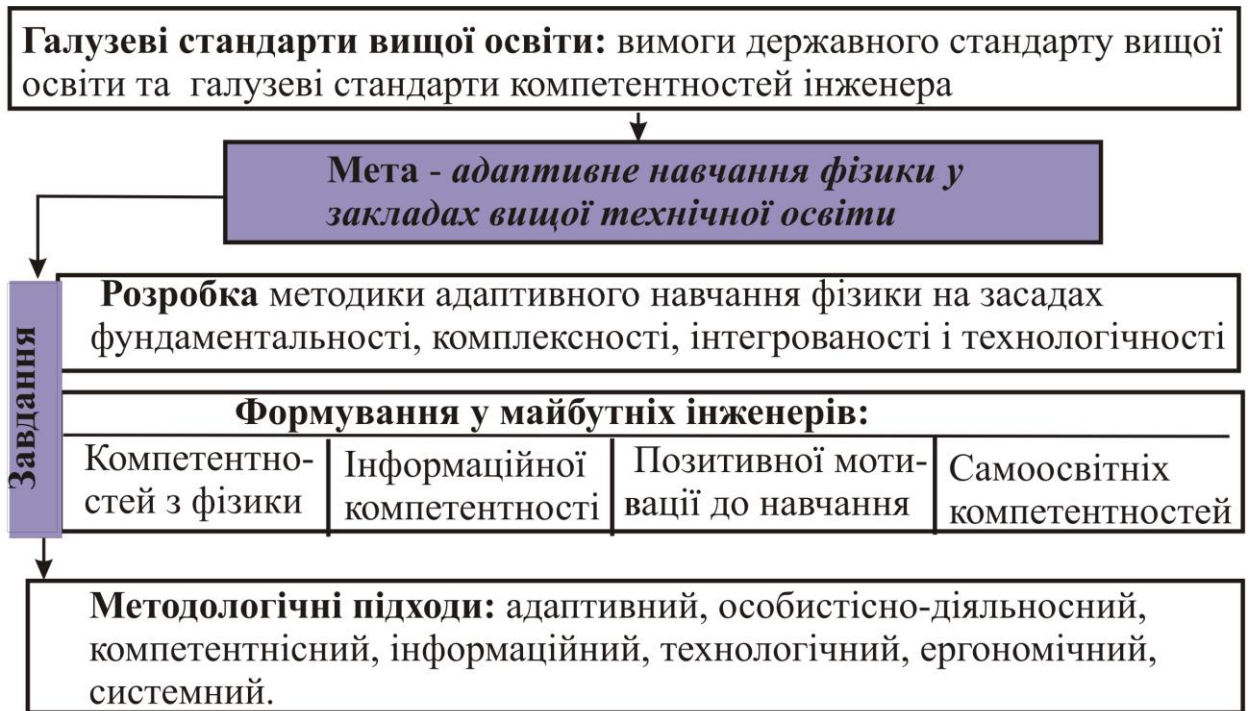 Галузеві стандарти вищої освіти: вимоги державного стандарту вищої
освіти та галузеві стандарти компетентностей інженера
Мета - адаптивне навчання фізики у
закладах вищої технічної освіти
Завдання
Розробка методики адаптивного навчання фізики на засадах
фундаментальності, комплексності, інтегрованості і технологічності
Формування у майбутніх інженерів:
Компетентно-
стей з фізики
Інформаційної
компетентності
Позитивної моти-
вації до навчання
Самоосвітніх
компетентностей
Методологічні підходи: адаптивний, особистісно-діяльносний,
компетентнісний, інформаційний, технологічний, ергономічний,
системний.